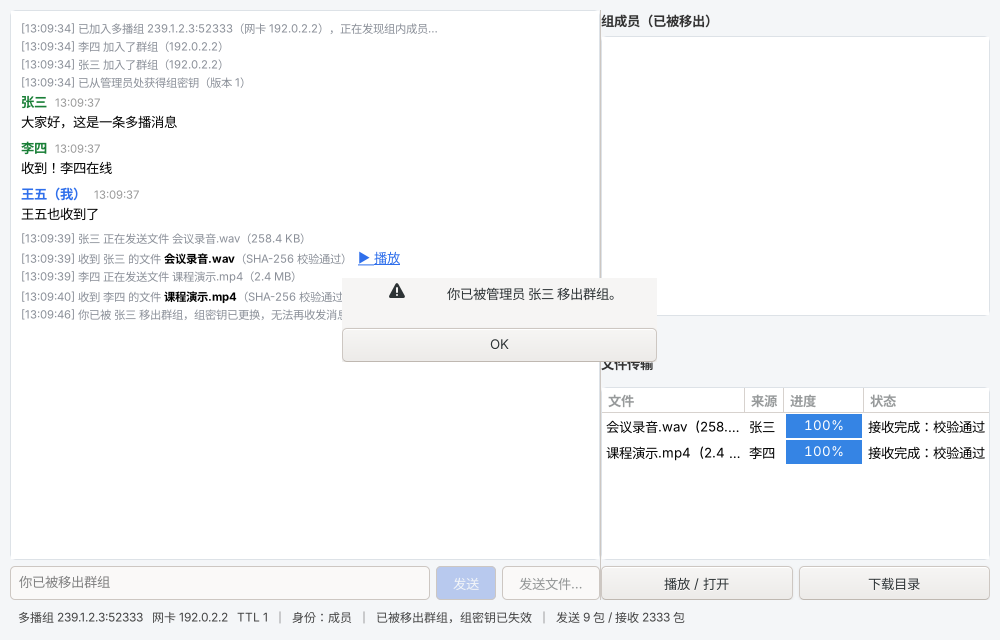 [13:09:34] 已加入多播组 239.1.2.3:52333（网卡 192.0.2.2），正在发现组内成员...
[13:09:34] 李四 加入了群组（192.0.2.2）
[13:09:34] 张三 加入了群组（192.0.2.2）
[13:09:34] 已从管理员处获得组密钥（版本 1）
张三 13:09:37
大家好，这是一条多播消息
李四 13:09:37
收到！李四在线
王五（我） 13:09:37
王五也收到了
[13:09:39] 张三 正在发送文件 会议录音.wav（258.4 KB）
[13:09:39] 收到 张三 的文件 会议录音.wav（SHA-256 校验通过） ▶ 播放
[13:09:39] 李四 正在发送文件 课程演示.mp4（2.4 MB）
[13:09:40] 收到 李四 的文件 课程演示.mp4（SHA-256 校验通过
[13:09:46] 你已被 张三 移出群组，组密钥已更换，无法再收发消
你已被管理员 张三 移出群组。
OK
组成员（已被移出）
文件传输
文件 来源 进度 状态
会议录音.wav（258.... 张三 100% 接收完成：校验通过
课程演示.mp4（2.4 ... 李四 100% 接收完成：校验通过
你已被移出群组 发送 发送文件... 播放 / 打开 下载目录
多播组 239.1.2.3:52333 网卡 192.0.2.2 TTL 1 | 身份：成员 | 已被移出群组，组密钥已失效 | 发送 9 包 / 接收 2333 包